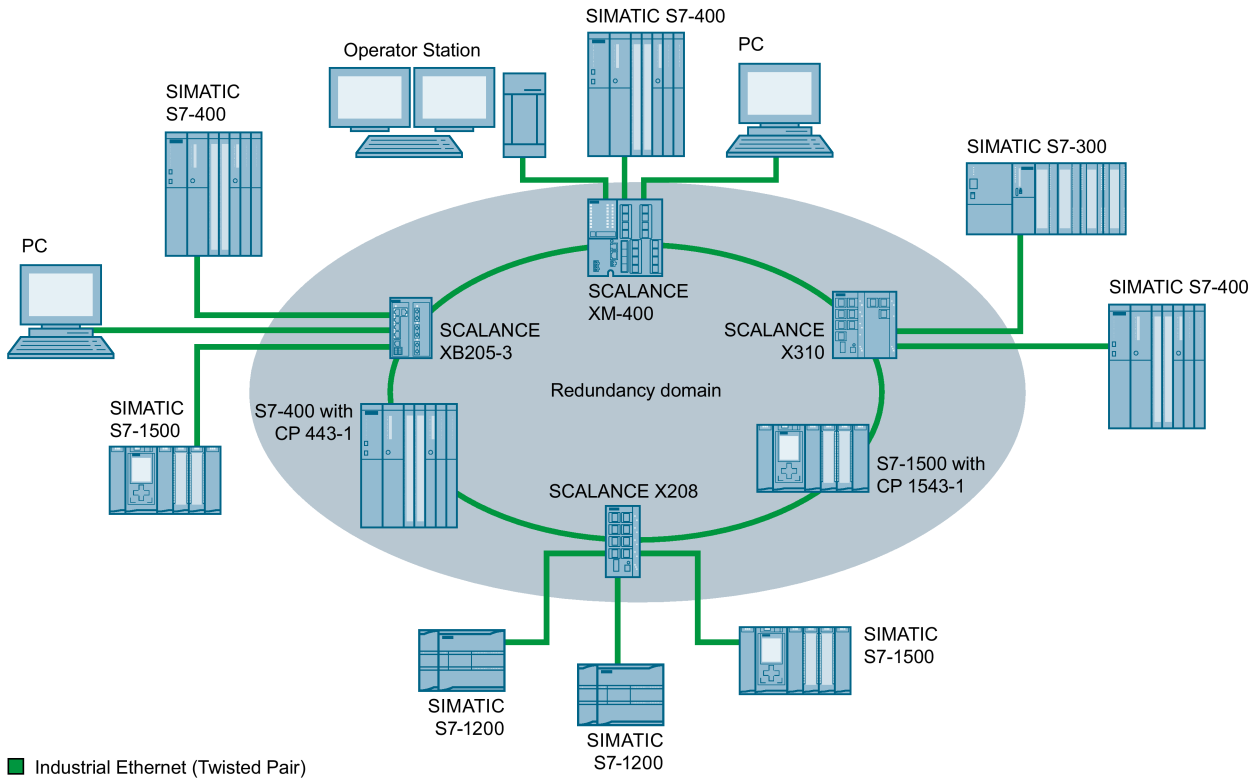 SIMATIC S7-400
Operator Station
PC
SIMATIC
S7-400
SIMATIC S7-300
PC
SIMATIC S7-400
SCALANCE
XM-400
SCALANCE
XB205-3
SCALANCE
X310
Redundancy domain
SIMATIC
S7-1500
S7-400 with
CP 443-1
S7-1500 with
CP 1543-1
SCALANCE X208
SIMATIC
S7-1200
SIMATIC
S7-1200
SIMATIC
S7-1500
Industrial Ethernet (Twisted Pair)